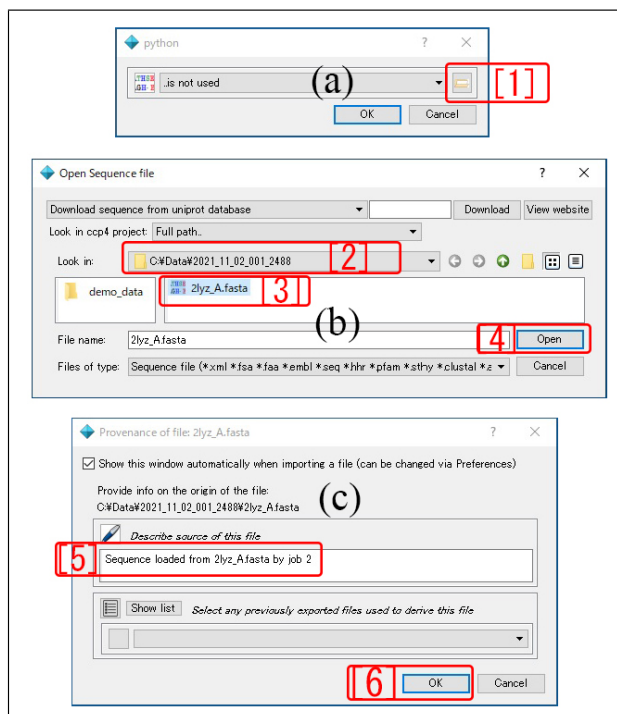 python ? ×
..is not used (a) [1]
OK Cancel
Open Sequence file ? ×
Download sequence from uniprot database Download View website
Look in ccp4 project: Full path..
Look in: C:¥Data¥2021_11_02_001_2488 [2]
demo_data 2lyz_A.fasta [3]
(b)
File name: 2lyz_A.fasta [4] Open
Files of type: Sequence file (*.xml *.fsa *.faa *.embl *.seq *.hhr *.pfam *.sthy *.clustal *.a Cancel
Provenance of file: 2lyz_A.fasta ? ×
Show this window automatically when importing a file (can be changed via Preferences)
Provide info on the origin of the file: (c)
C:¥Data¥2021_11_02_001_2488¥2lyz_A.fasta
Describe source of this file
[5] Sequence loaded from 2lyz_A.fasta by job 2
Show list Select any previously exported files used to derive this file
[6] OK Cancel